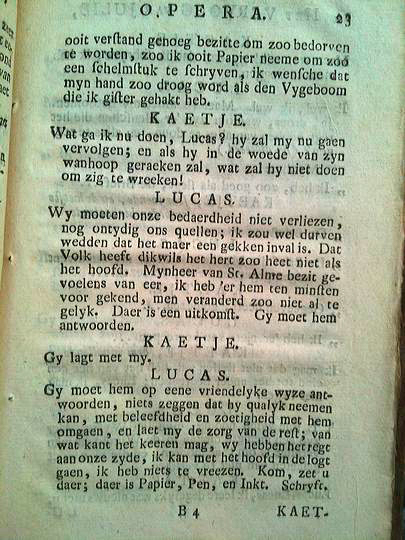 OPERA. 23
ooit verstand genoeg bezitte om zoo bedorven
te worden, zoo ik ooit Papier neeme om zoo
een schelmstuk te schryven, ik wensche dat
myn hand zoo droog word als den Vygeboom
die ik gister gehakt heb.
KAETJE.
Wat ga ik nu doen, Lucas? hy zal my nu gaen
vervolgen; en als hy in de woede van zyn
wanhoop geraeken zal, wat zal hy niet doen
om zig te wreeken!
LUCAS.
Wy moeten onze bedaerdheid niet verliezen,
nog ontydig ons quellen; ik zou wel durven
wedden dat het maer een gekken inval is. Dat
Volk heeft dikwils het hert zoo heet niet als
het hoofd. Mynheer van St. Alme bezit ge-
voelens van eer, ik heb 'er hem ten minsten
voor gekend, men veranderd zoo niet al te
gelyk. Daer is een uitkomst. Gy moet hem
antwoorden.
KAETJE.
Gy lagt met my.
LUCAS.
Gy moet hem op eene vriendelyke wyze ant-
woorden, niets zeggen dat hy qualyk neemen
kan, met beleefdheid en zoetigheid met hem
omgaen, en laet my de zorg van de rest; van
wat kant het keeren mag, wy hebben het regt
aan onze zyde, ik kan met het hoofd in de logt
gaen, ik heb niets te vreezen. Kom, zet u
daer; daer is Papier, Pen, en Inkt. Schryft.
B 4 KAET-